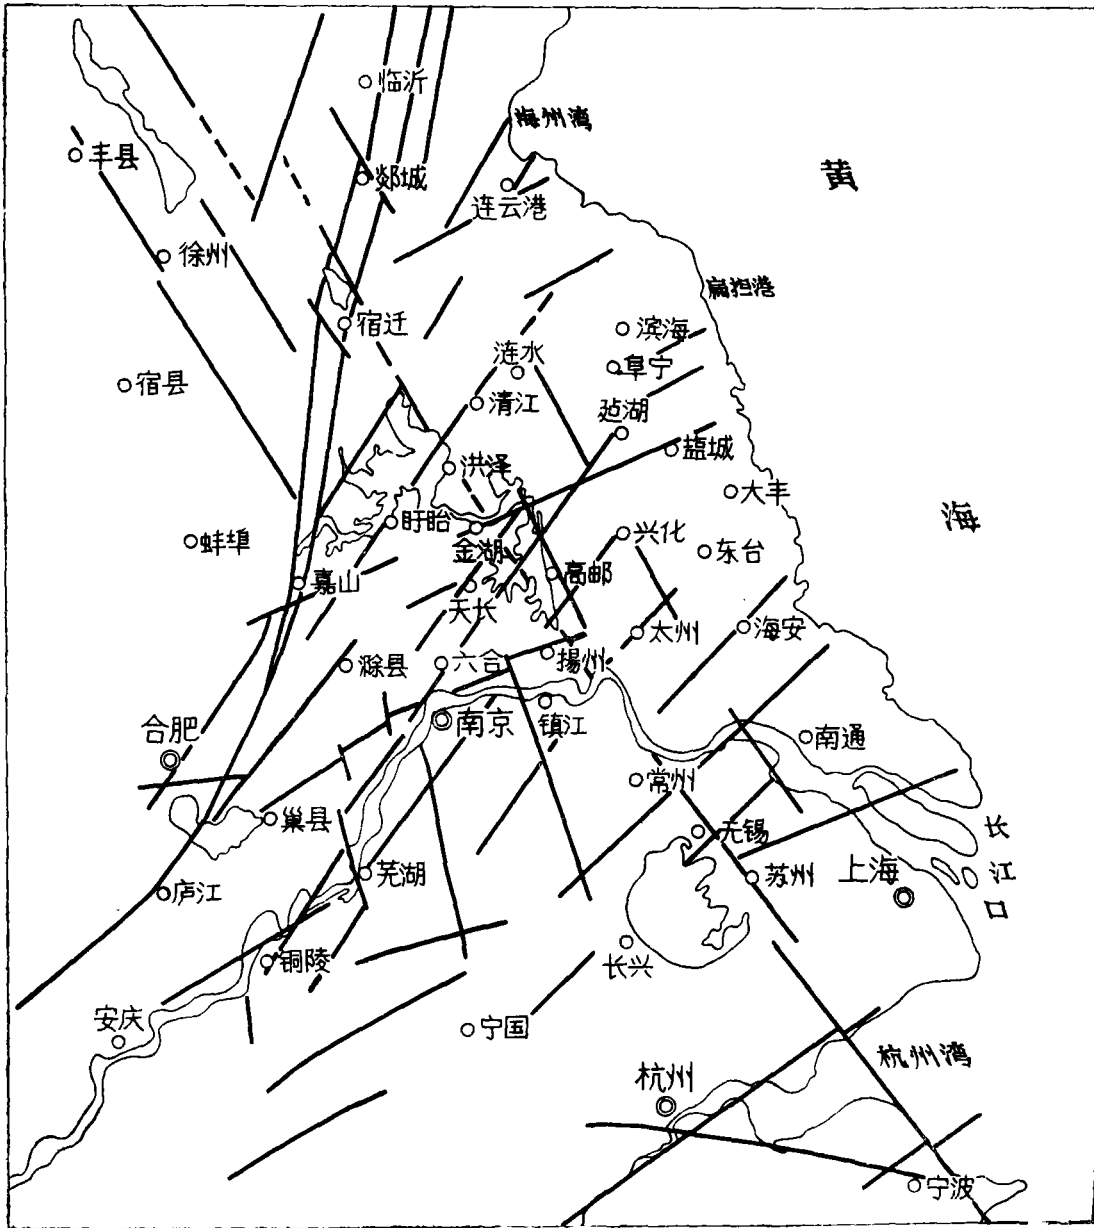 临沂
海州湾
丰县
郯城
黄
连云港
徐州
扁担港
宿迁
滨海
涟水
阜宁
宿县
清江
盐城
洪泽
大丰
盱眙
海
金湖
兴化
蚌埠
东台
高邮
嘉山
天长
太州
海安
滁县
六合
揚州
南京
镇江
合肥
南通
常州
巢县
无锡
长
江
口
芜湖
苏州
上海
庐江
长兴
铜陵
安庆
宁国
杭州湾
杭州
宁波